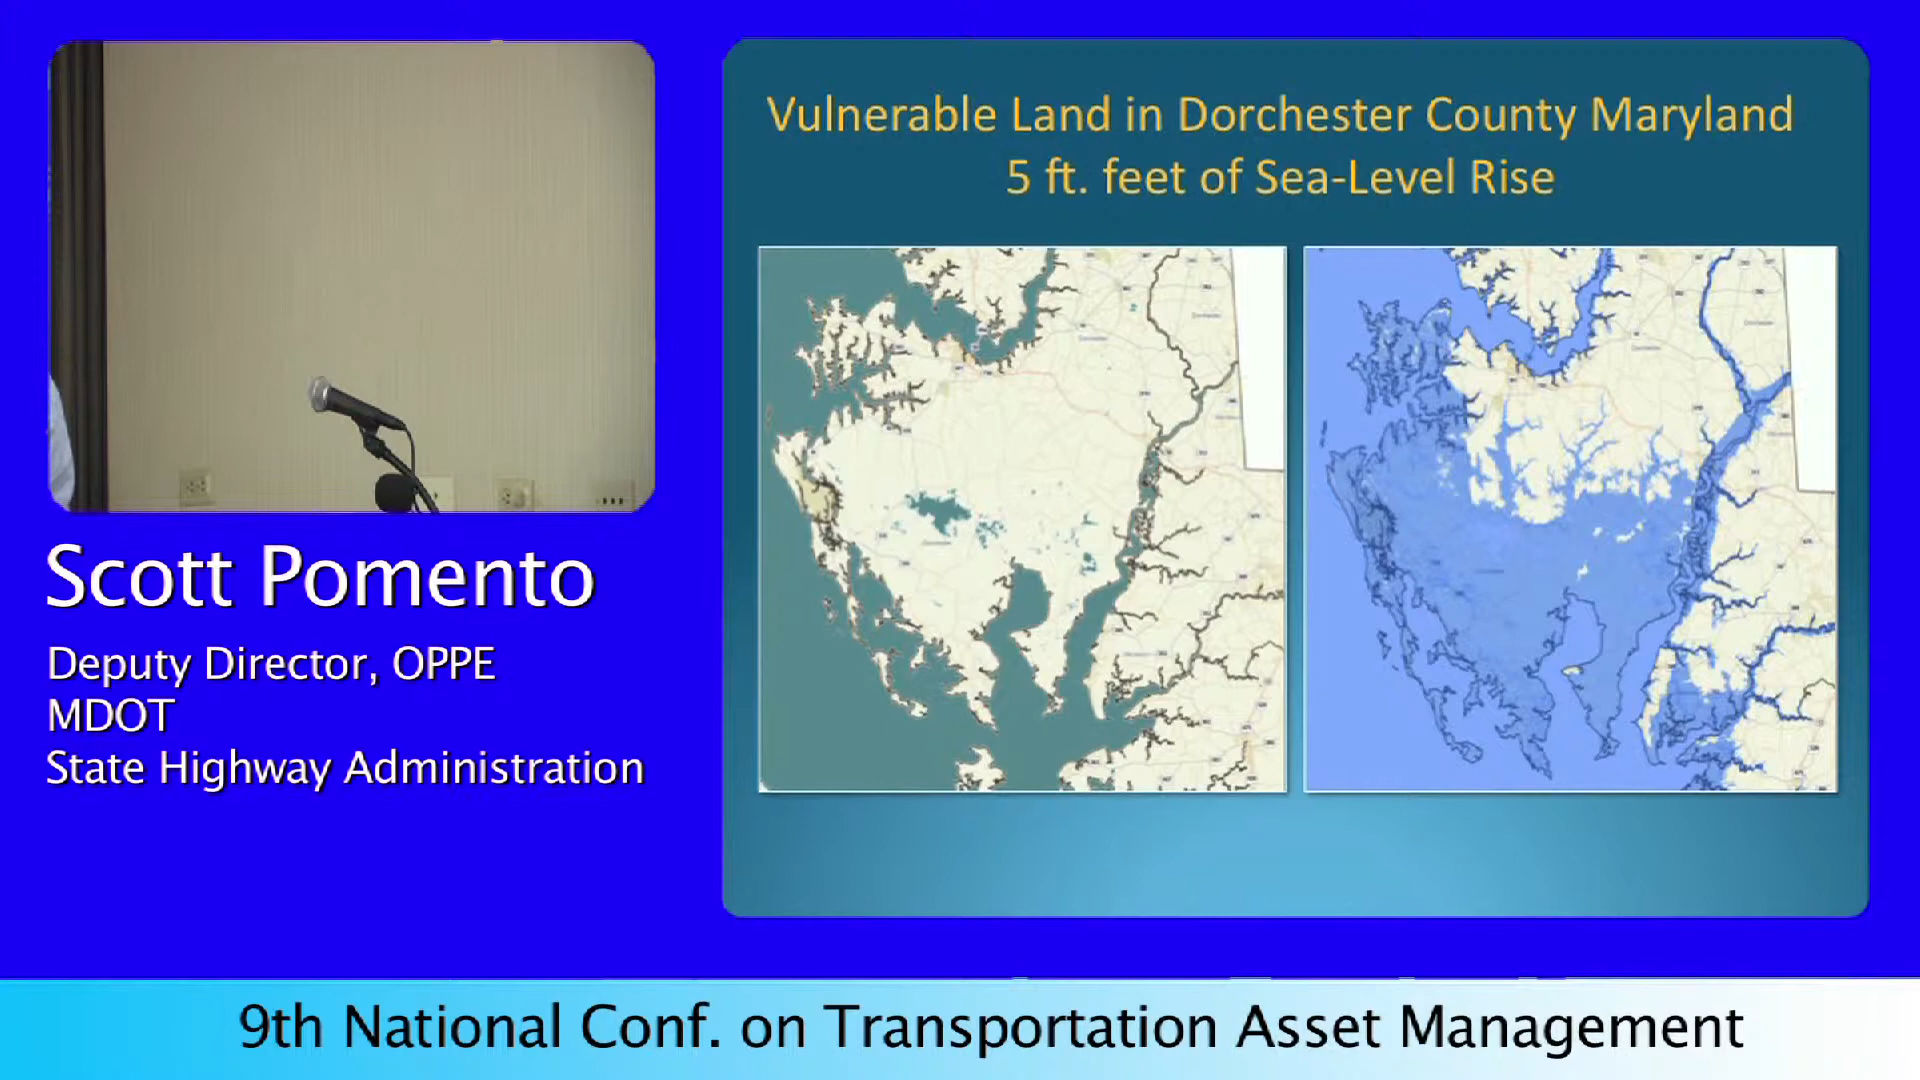 Vulnerable Land in Dorchester County Maryland
5 ft. feet of Sea-Level Rise
Scott Pomento
Deputy Director, OPPE
MDOT
State Highway Administration
9th National Conf. on Transportation Asset Management